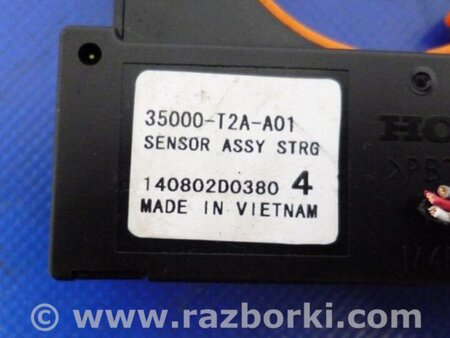 35000-T2A-A01
SENSOR ASSY STRG
140802D0380 4
MADE IN VIETNAM
© www.razborki.com